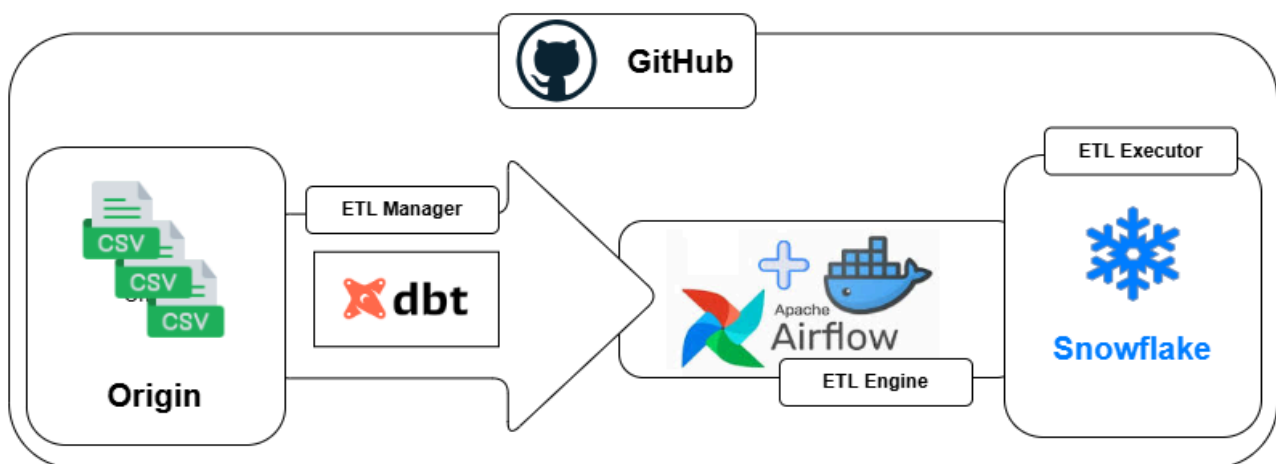 GitHub
ETL Executor
ETL Manager
CSV
CSV
CSV
dbt
Apache
Airflow
Snowflake
ETL Engine
Origin